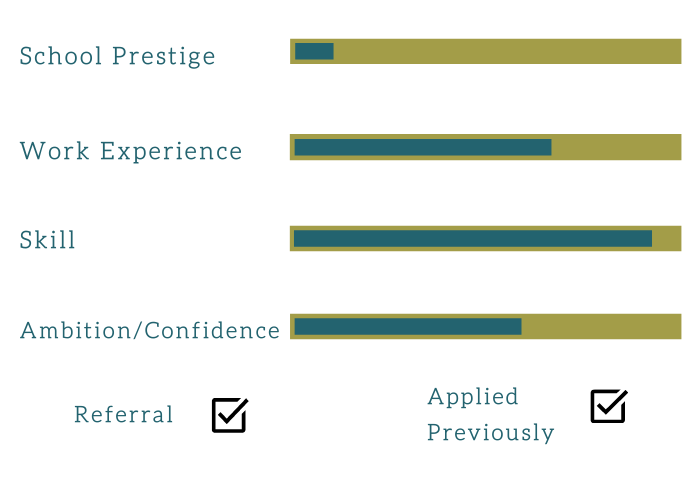 School Prestige
Work Experience
Skill
Ambition/Confidence
Referral
Applied
Previously